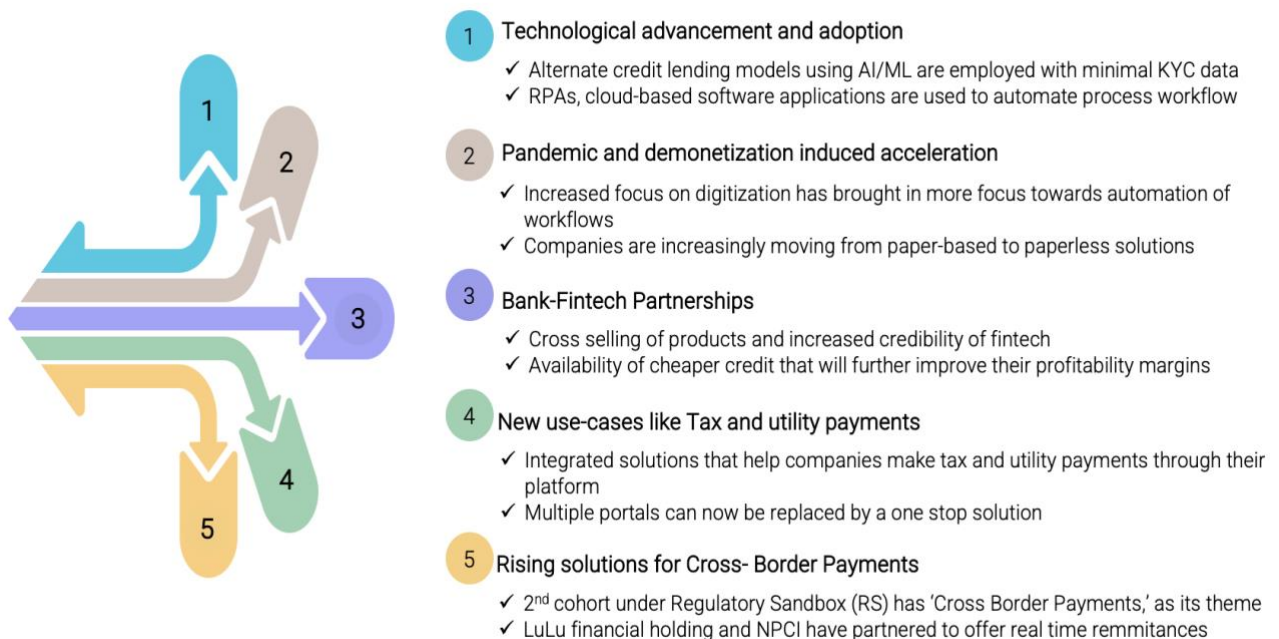 1
Technological advancement and adoption
✓ Alternate credit lending models using AI/ML are employed with minimal KYC data
✓ RPAs, cloud-based software applications are used to automate process workflow
2
Pandemic and demonetization induced acceleration
✓ Increased focus on digitization has brought in more focus towards automation of
workflows
✓ Companies are increasingly moving from paper-based to paperless solutions
3
Bank-Fintech Partnerships
✓ Cross selling of products and increased credibility of fintech
✓ Availability of cheaper credit that will further improve their profitability margins
4
New use-cases like Tax and utility payments
✓ Integrated solutions that help companies make tax and utility payments through their
platform
✓ Multiple portals can now be replaced by a one stop solution
5
Rising solutions for Cross- Border Payments
✓ 2nd cohort under Regulatory Sandbox (RS) has ‘Cross Border Payments,’ as its theme
✓ LuLu financial holding and NPCI have partnered to offer real time remmitances
1
2
3
4
5